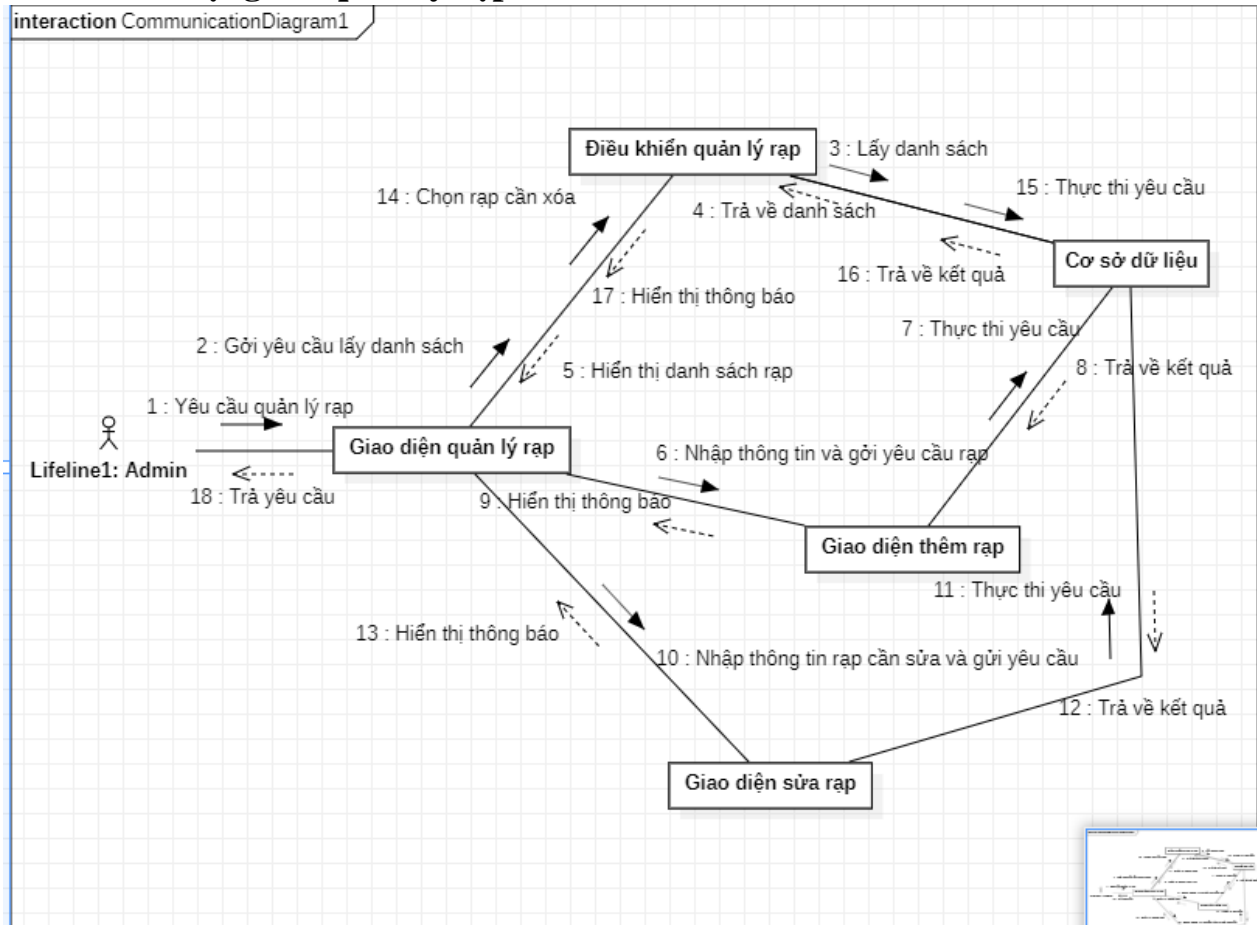 interaction CommunicationDiagram1
Điều khiển quản lý rạp
3 : Lấy danh sách
14 : Chọn rạp cần xóa
15 : Thực thi yêu cầu
4 : Trả về danh sách
Cơ sở dữ liệu
16 : Trả về kết quả
17 : Hiển thị thông báo
7 : Thực thi yêu cầu
2 : Gởi yêu cầu lấy danh sách
5 : Hiển thị danh sách rạp
8 : Trả về kết quả
1 : Yêu cầu quản lý rạp
Giao diện quản lý rạp
6 : Nhập thông tin và gởi yêu cầu rạp
Lifeline1: Admin
18 : Trả yêu cầu
9 : Hiển thị thông báo
Giao diện thêm rạp
11 : Thực thi yêu cầu
13 : Hiển thị thông báo
10 : Nhập thông tin rạp cần sửa và gửi yêu cầu
12 : Trả về kết quả
Giao diện sửa rạp